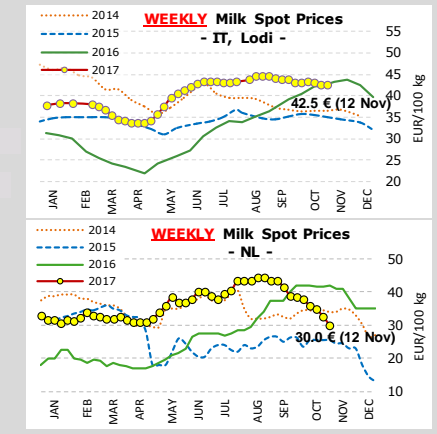 2014
2015
2016
2017
WEEKLY Milk Spot Prices
- IT, Lodi -
55
50
45
40
35
30
25
20
EUR/100 kg
42.5 € (12 Nov)
JAN
FEB
MAR
APR
MAY
JUN
JUL
AUG
SEP
OCT
NOV
DEC
2014
2015
2016
2017
WEEKLY Milk Spot Prices
- NL -
50
40
30
20
10
EUR/100 kg
30.0 € (12 Nov)
JAN
FEB
MAR
APR
MAY
JUN
JUL
AUG
SEP
OCT
NOV
DEC